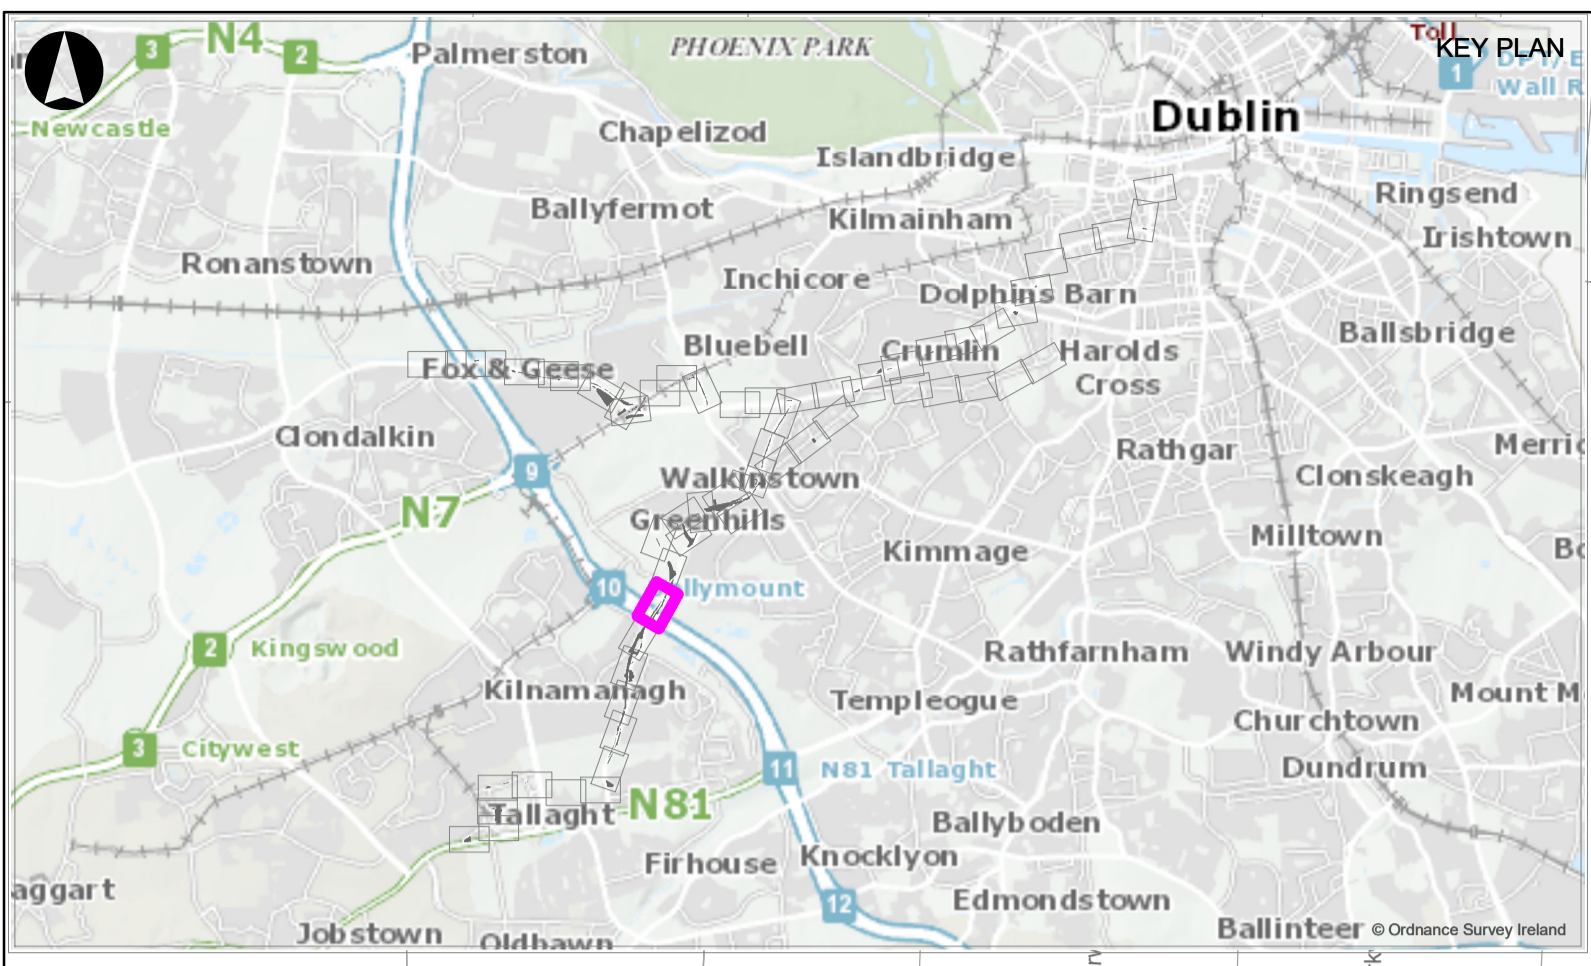 N4
3
2
Palmerston
PHOENIX PARK
Toll
KEY PLAN
1
Wall R
Newcastle
Chapelizod
Dublin
Islandbridge
Ringsend
Ballyfermot
Kilmainham
Irishtown
Ronanstown
Inchicore
Dolphins Barn
Ballsbridge
Bluebell
Crumlin
Harolds
Cross
Fox & Geese
Clondalkin
Rathgar
Merric
Clonskeagh
9
Walkinstown
N7
Greenhills
Milltown
Kimmage
10
llymount
2
Kingswood
Rathfarnham
Windy Arbour
Kilnamanagh
Templeogue
Mount M
Churchtown
3
Citywest
11
N81 Tallaght
Dundrum
Tallaght
N81
Ballyboden
Firhouse
Knocklyon
aggart
12
Edmondstown
Jobstown
Oldbawn
Ballinteer
© Ordnance Survey Ireland